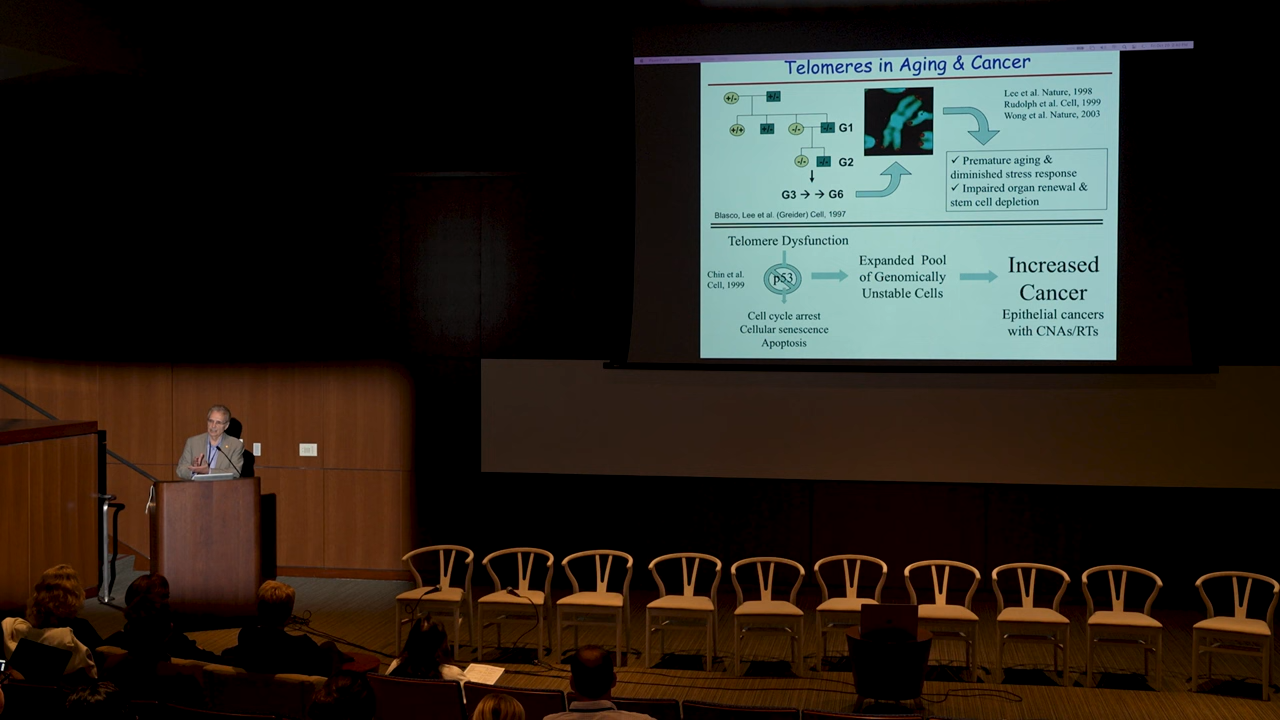 Telomeres in Aging & Cancer
+/-
+/-
Lee et al. Nature, 1998
Rudolph et al. Cell, 1999
Wong et al. Nature, 2003
+/+
+/-
-/-
-/-
G1
-/-
-/-
G2
✓ Premature aging &
diminished stress response
✓ Impaired organ renewal &
stem cell depletion
G3 → → G6
Blasco, Lee et al. (Greider) Cell, 1997
Telomere Dysfunction
Chin et al.
Cell, 1999
p53
Expanded Pool
of Genomically
Unstable Cells
Increased
Cancer
Epithelial cancers
with CNAs/RTs
Cell cycle arrest
Cellular senescence
Apoptosis